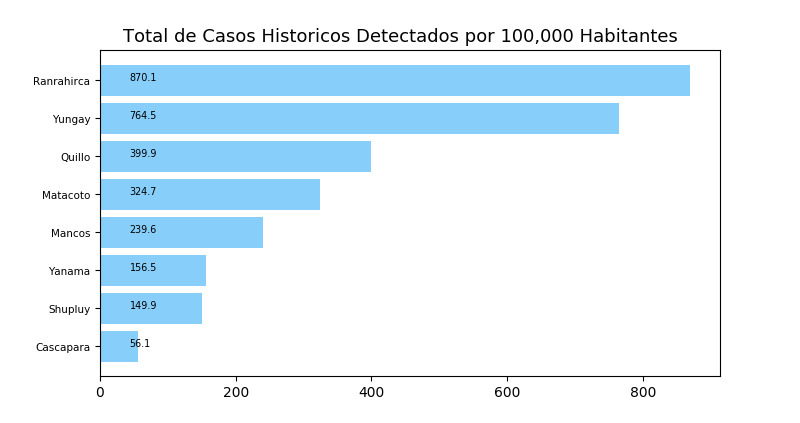 Total de Casos Historicos Detectados por 100,000 Habitantes
Ranrahirca 870.1
Yungay 764.5
Quillo 399.9
Matacoto 324.7
Mancos 239.6
Yanama 156.5
Shupluy 149.9
Cascapara 56.1
0 200 400 600 800